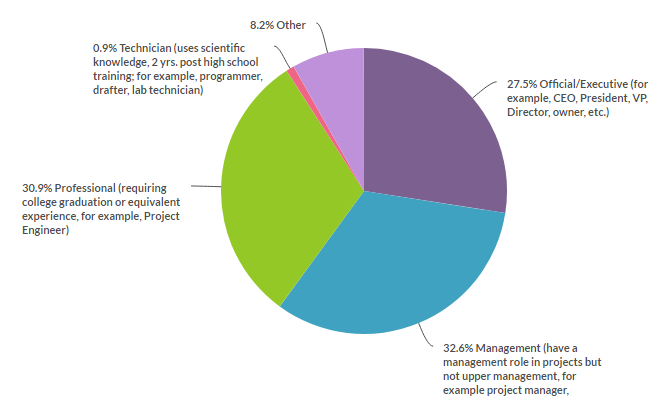 8.2% Other
0.9% Technician (uses scientific
knowledge, 2 yrs. post high school
training; for example, programmer,
drafter, lab technician)
27.5% Official/Executive (for
example, CEO, President, VP,
Director, owner, etc.)
30.9% Professional (requiring
college graduation or equivalent
experience, for example, Project
Engineer)
32.6% Management (have a
management role in projects but
not upper management, for
example project manager,